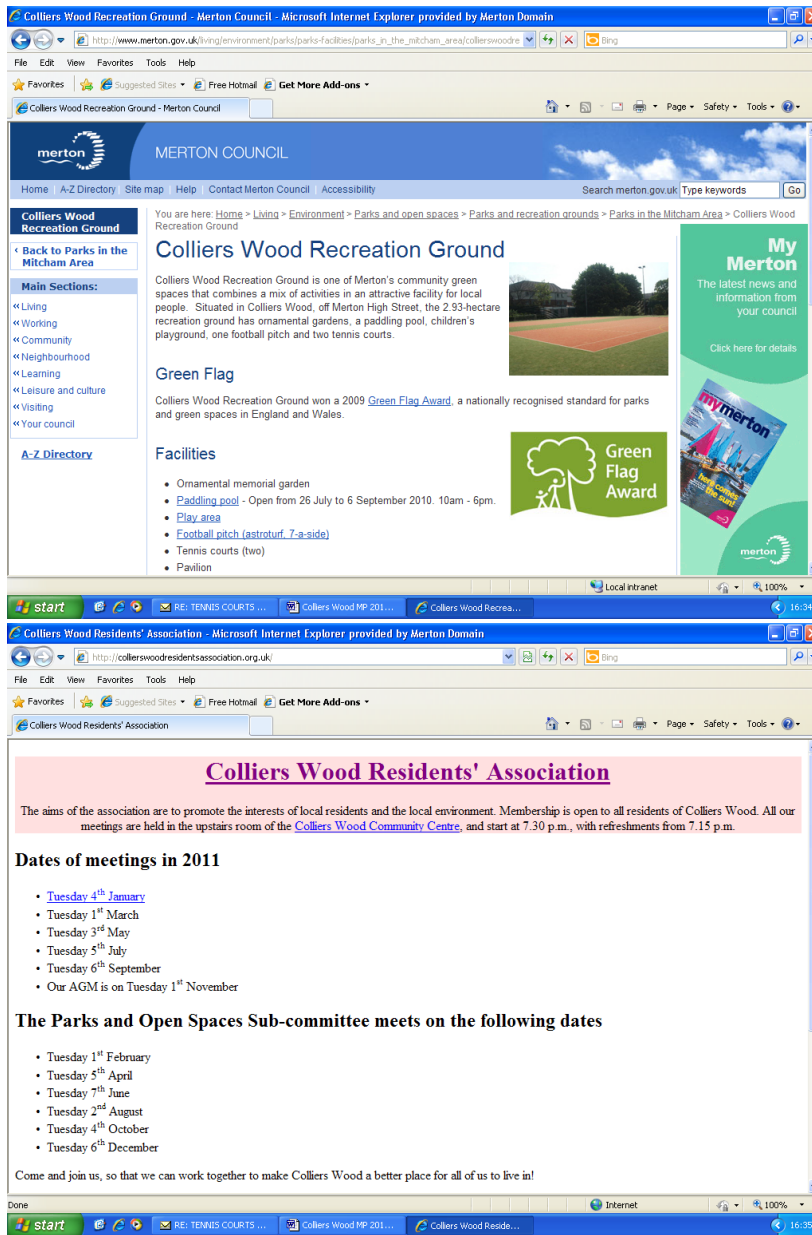 Colliers Wood Recreation Ground - Merton Council - Microsoft Internet Explorer provided by Merton Domain
http://www.merton.gov.uk/living/environment/parks/parks-facilities/parks_in_the_mitcham_area/collierswoodre
Bing
File Edit View Favorites Tools Help
Favorites Suggested Sites Free Hotmail Get More Add-ons
Colliers Wood Recreation Ground - Merton Council
Page Safety Tools
merton
MERTON COUNCIL
Home A-Z Directory Site map Help Contact Merton Council Accessibility
Search merton.gov.uk Type keywords Go
Colliers Wood
Recreation Ground
‹ Back to Parks in the
Mitcham Area
Main Sections:
« Living
« Working
« Community
« Neighbourhood
« Learning
« Leisure and culture
« Visiting
« Your council
A-Z Directory
You are here: Home > Living > Environment > Parks and open spaces > Parks and recreation grounds > Parks in the Mitcham Area > Colliers Wood
Recreation Ground
Colliers Wood Recreation Ground
Colliers Wood Recreation Ground is one of Merton's community green
spaces that combines a mix of activities in an attractive facility for local
people. Situated in Colliers Wood, off Merton High Street, the 2.93-hectare
recreation ground has ornamental gardens, a paddling pool, children's
playground, one football pitch and two tennis courts.
Green Flag
Colliers Wood Recreation Ground won a 2009 Green Flag Award, a nationally recognised standard for parks
and green spaces in England and Wales.
Facilities
• Ornamental memorial garden
• Paddling pool - Open from 26 July to 6 September 2010. 10am - 6pm.
• Play area
• Football pitch (astroturf, 7-a-side)
• Tennis courts (two)
• Pavilion
Green
Flag
Award
My
Merton
The latest news and
information from
your council
Click here for details
mymerton
here comes
the sun!
merton
Local intranet 100%
start RE: TENNIS COURTS ... Colliers Wood MP 201... Colliers Wood Recrea... 16:34
Colliers Wood Residents' Association - Microsoft Internet Explorer provided by Merton Domain
http://collierswoodresidentsassociation.org.uk/
Bing
File Edit View Favorites Tools Help
Favorites Suggested Sites Free Hotmail Get More Add-ons
Colliers Wood Residents' Association
Page Safety Tools
Colliers Wood Residents' Association
The aims of the association are to promote the interests of local residents and the local environment. Membership is open to all residents of Colliers Wood. All our
meetings are held in the upstairs room of the Colliers Wood Community Centre, and start at 7.30 p.m., with refreshments from 7.15 p.m.
Dates of meetings in 2011
• Tuesday 4th January
• Tuesday 1st March
• Tuesday 3rd May
• Tuesday 5th July
• Tuesday 6th September
• Our AGM is on Tuesday 1st November
The Parks and Open Spaces Sub-committee meets on the following dates
• Tuesday 1st February
• Tuesday 5th April
• Tuesday 7th June
• Tuesday 2nd August
• Tuesday 4th October
• Tuesday 6th December
Come and join us, so that we can work together to make Colliers Wood a better place for all of us to live in!
Done Internet 100%
start RE: TENNIS COURTS ... Colliers Wood MP 201... Colliers Wood Reside... 16:35